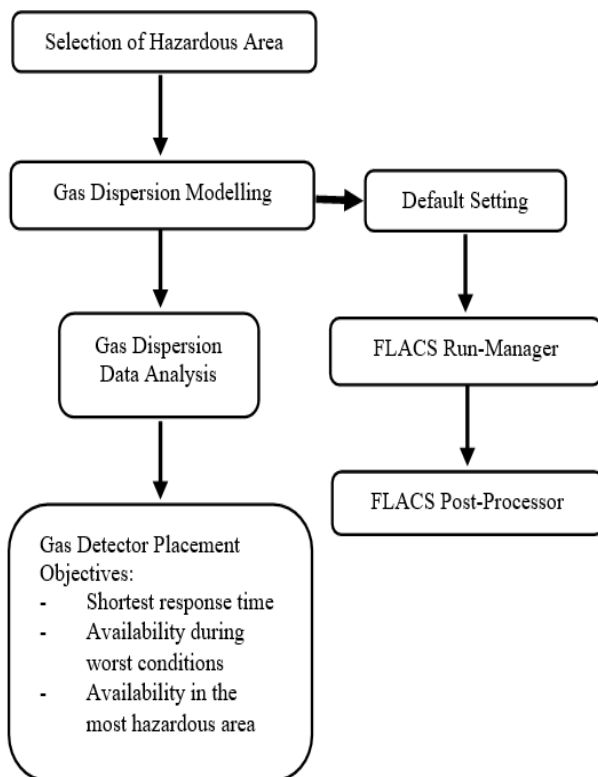 Selection of Hazardous Area
Gas Dispersion Modelling
Default Setting
Gas Dispersion
Data Analysis
FLACS Run-Manager
FLACS Post-Processor
Gas Detector Placement
Objectives:
- Shortest response time
- Availability during
worst conditions
- Availability in the
most hazardous area